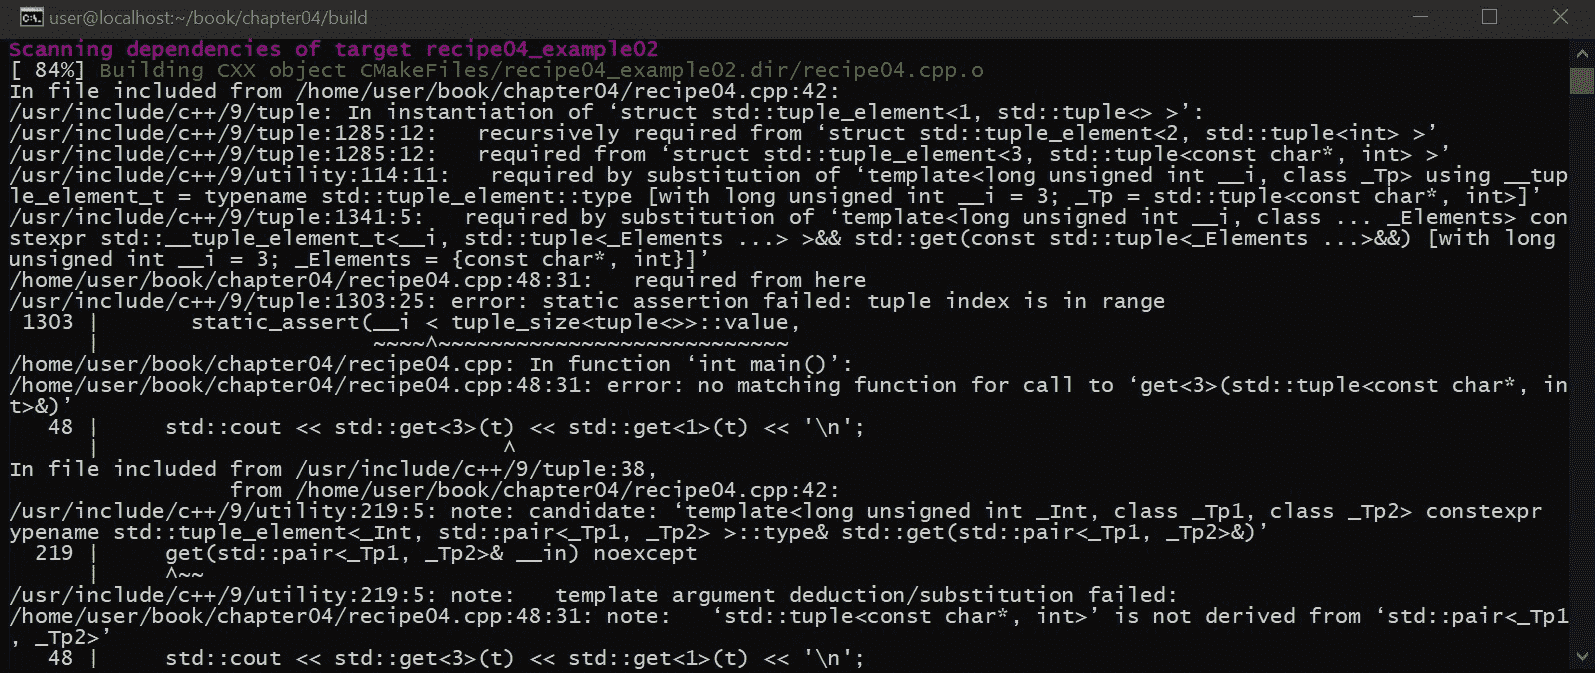 user@localhost:~/book/chapter04/build
Scanning dependencies of target recipe04_example02
[ 84%] Building CXX object CMakeFiles/recipe04_example02.dir/recipe04.cpp.o
In file included from /home/user/book/chapter04/recipe04.cpp:42:
/usr/include/c++/9/tuple: In instantiation of ‘struct std::tuple_element<1, std::tuple<> >’:
/usr/include/c++/9/tuple:1285:12:   recursively required from ‘struct std::tuple_element<2, std::tuple<int> >’
/usr/include/c++/9/tuple:1285:12:   required from ‘struct std::tuple_element<3, std::tuple<const char*, int> >’
/usr/include/c++/9/utility:114:11:   required by substitution of ‘template<long unsigned int __i, class _Tp> using __tup
le_element_t = typename std::tuple_element::type [with long unsigned int __i = 3; _Tp = std::tuple<const char*, int>]’
/usr/include/c++/9/tuple:1341:5:   required by substitution of ‘template<long unsigned int __i, class ... _Elements> con
stexpr std::__tuple_element_t<__i, std::tuple<_Elements ...> >&& std::get(const std::tuple<_Elements ...>&&) [with long
unsigned int __i = 3; _Elements = {const char*, int}]’
/home/user/book/chapter04/recipe04.cpp:48:31:   required from here
/usr/include/c++/9/tuple:1303:25: error: static assertion failed: tuple index is in range
 1303 |       static_assert(__i < tuple_size<tuple<>>::value,
      |                     ~~~~^~~~~~~~~~~~~~~~~~~~~~~~~~~
/home/user/book/chapter04/recipe04.cpp: In function ‘int main()’:
/home/user/book/chapter04/recipe04.cpp:48:31: error: no matching function for call to ‘get<3>(std::tuple<const char*, in
t>&)’
   48 |     std::cout << std::get<3>(t) << std::get<1>(t) << '\n';
      |                               ^
In file included from /usr/include/c++/9/tuple:38,
                 from /home/user/book/chapter04/recipe04.cpp:42:
/usr/include/c++/9/utility:219:5: note: candidate: ‘template<long unsigned int _Int, class _Tp1, class _Tp2> constexpr
ypename std::tuple_element<_Int, std::pair<_Tp1, _Tp2> >::type& std::get(std::pair<_Tp1, _Tp2>&)’
  219 |     get(std::pair<_Tp1, _Tp2>& __in) noexcept
      |     ^~~
/usr/include/c++/9/utility:219:5: note:   template argument deduction/substitution failed:
/home/user/book/chapter04/recipe04.cpp:48:31: note:   ‘std::tuple<const char*, int>’ is not derived from ‘std::pair<_Tp1
, _Tp2>’
   48 |     std::cout << std::get<3>(t) << std::get<1>(t) << '\n';